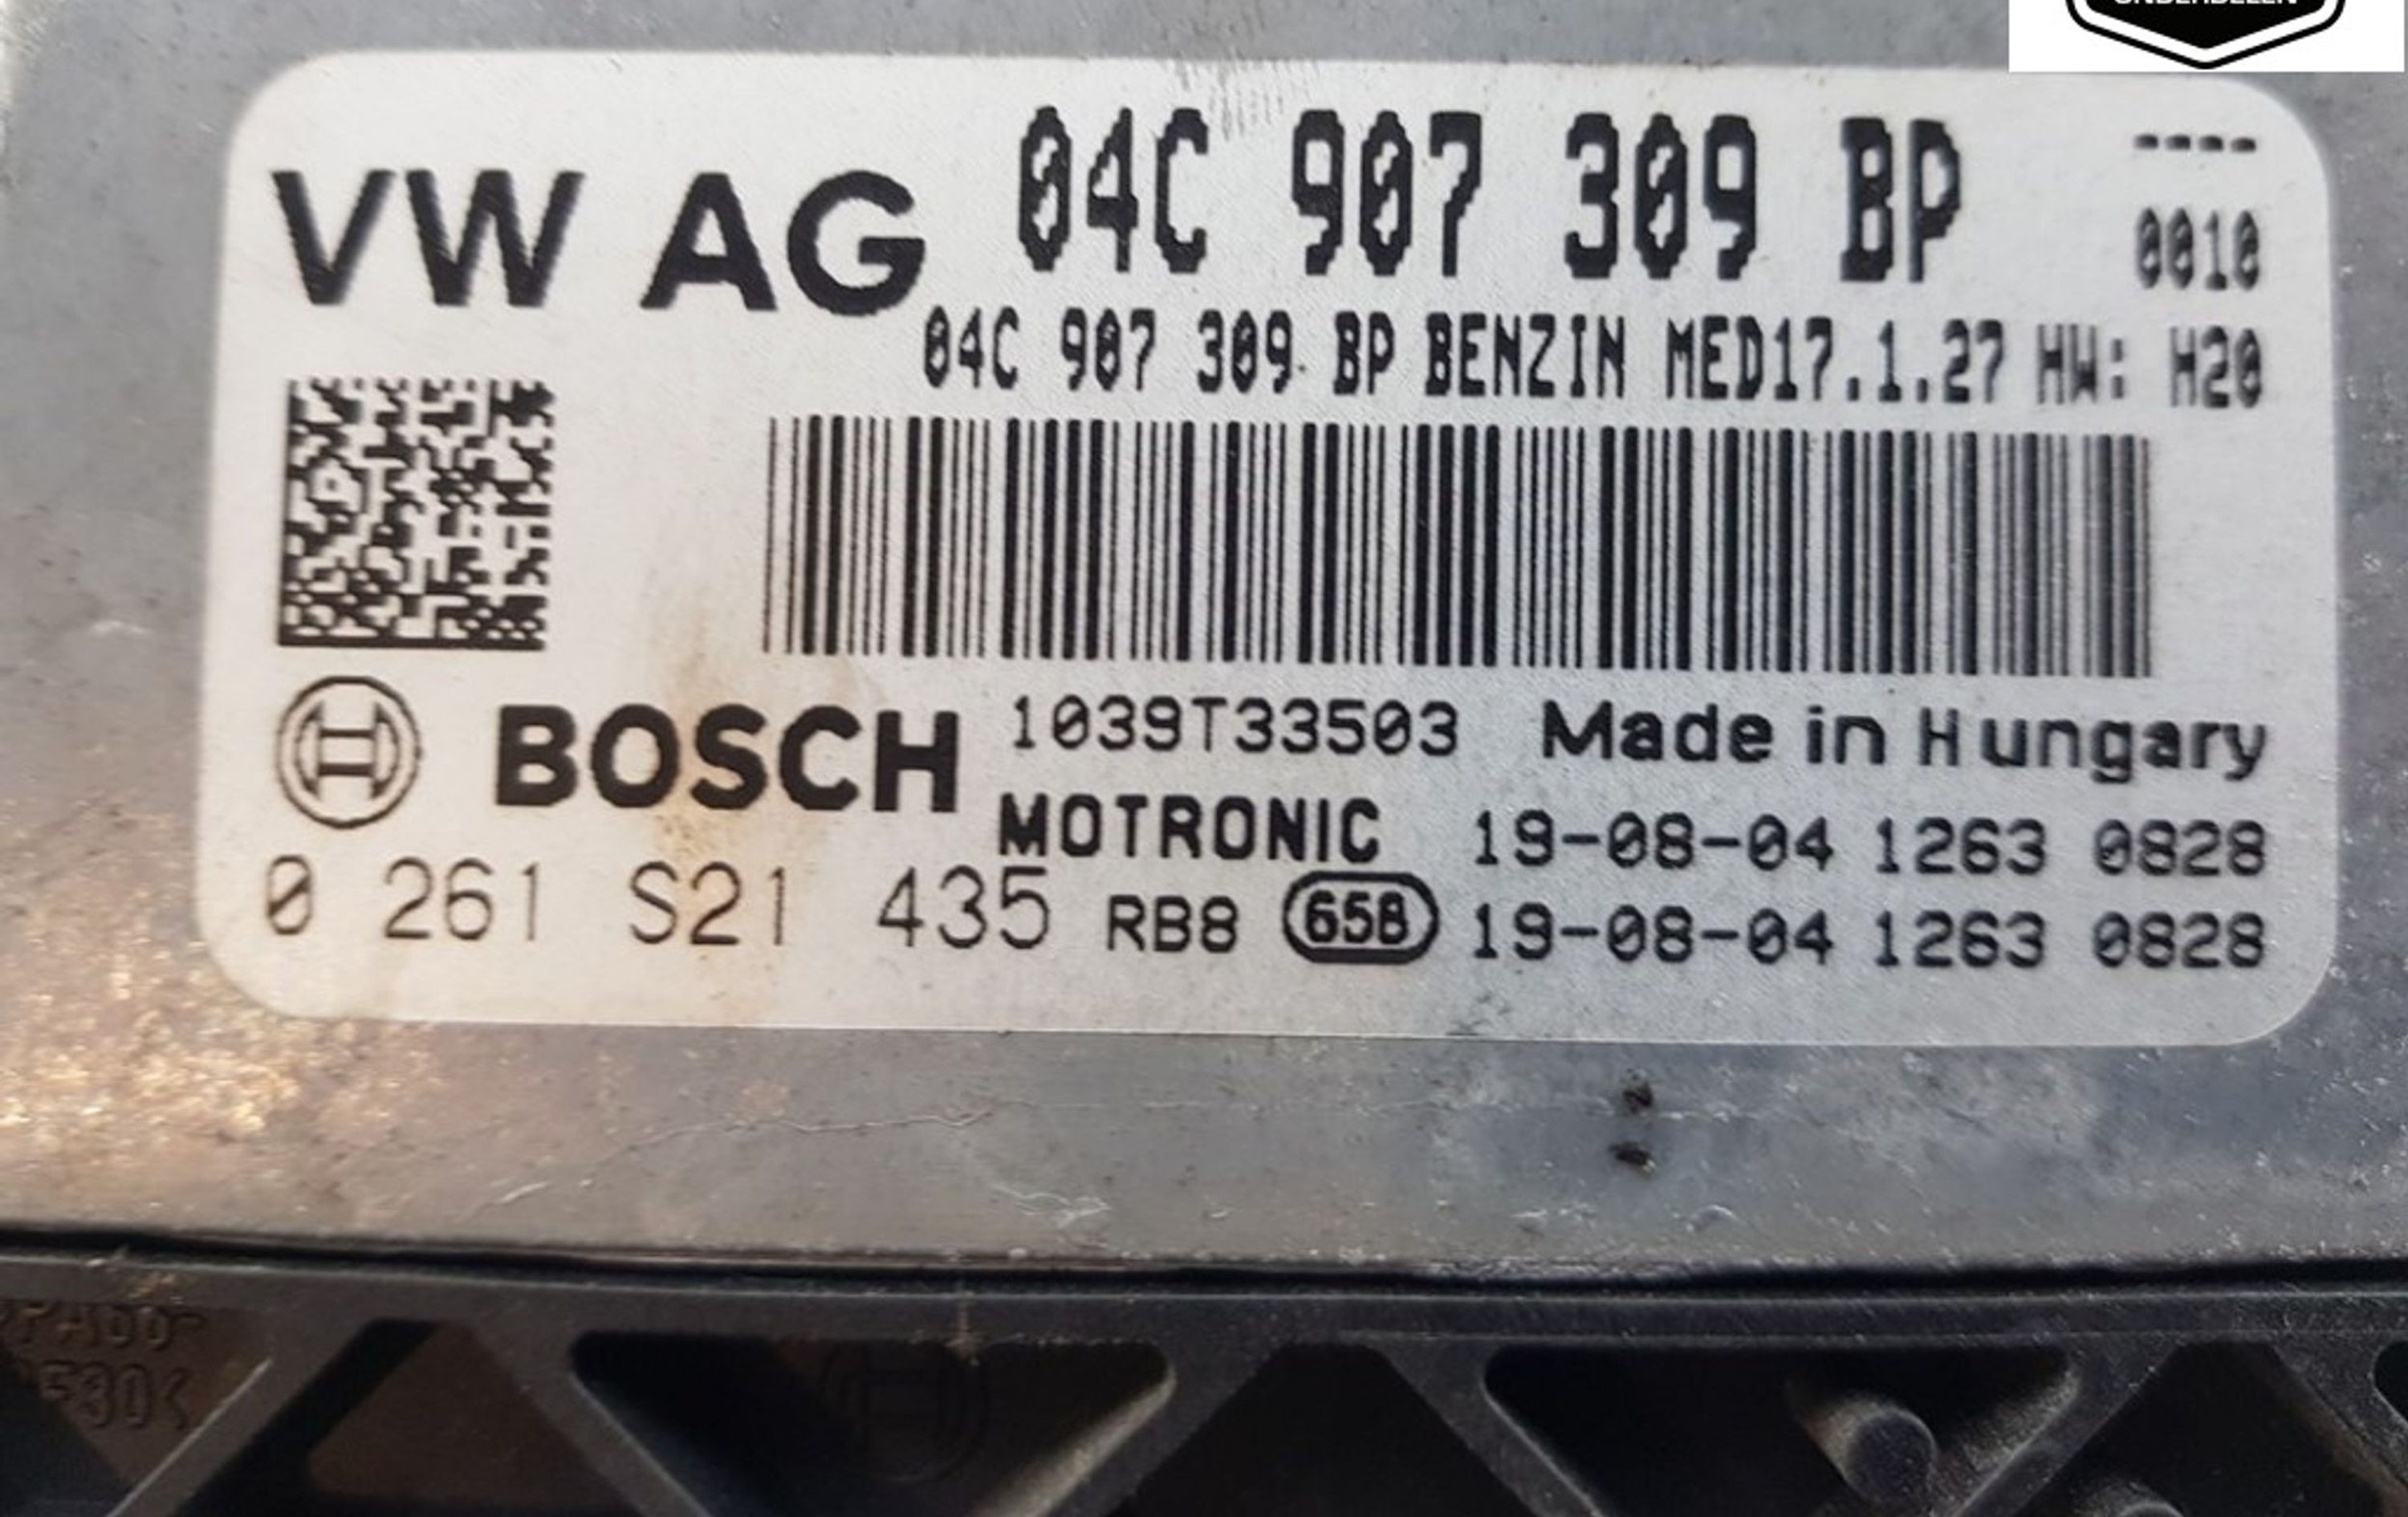 ONDERDELEN
VW AG 04C 907 309 BP ----
0010
04C 907 309 BP BENZIN MED17.1.27 HW: H20
BOSCH 1039T33503 Made in Hungary
MOTRONIC 19-08-04 1263 0828
0 261 S21 435 RB8 65B 19-08-04 1263 0828